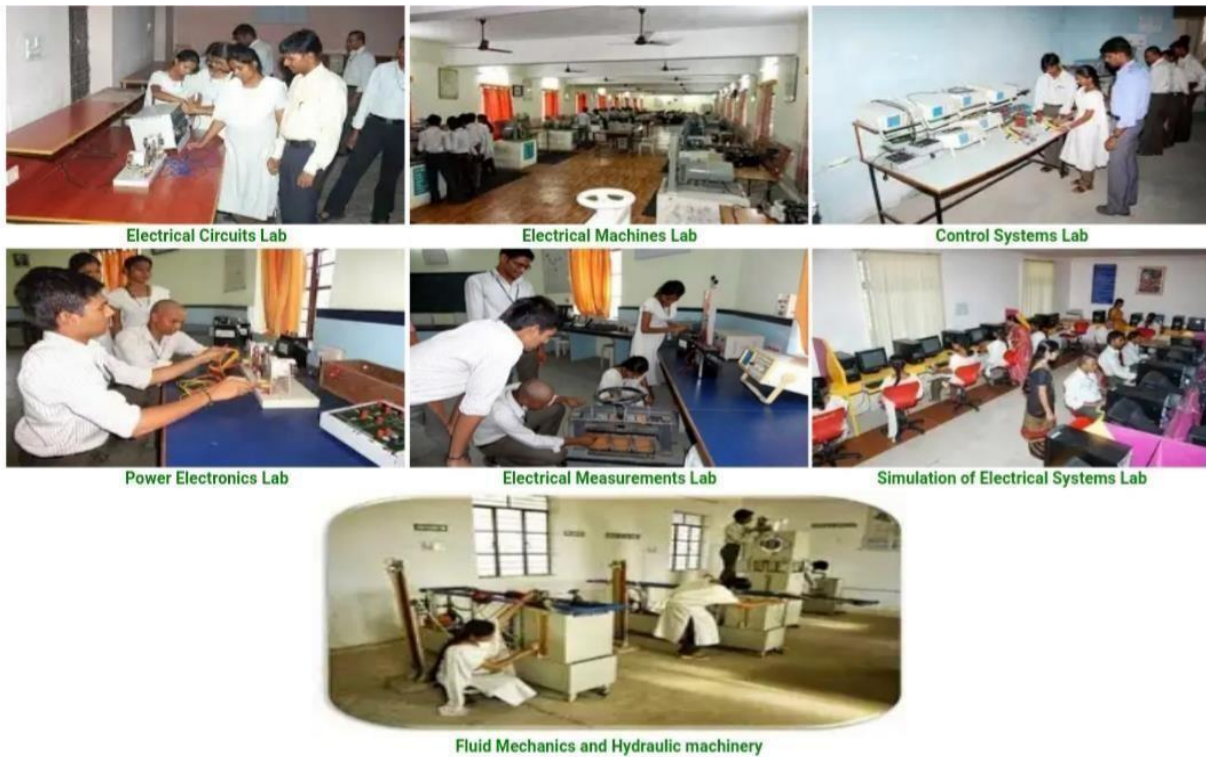 Electrical Circuits Lab
Electrical Machines Lab
Control Systems Lab
Power Electronics Lab
Electrical Measurements Lab
Simulation of Electrical Systems Lab
Fluid Mechanics and Hydraulic machinery